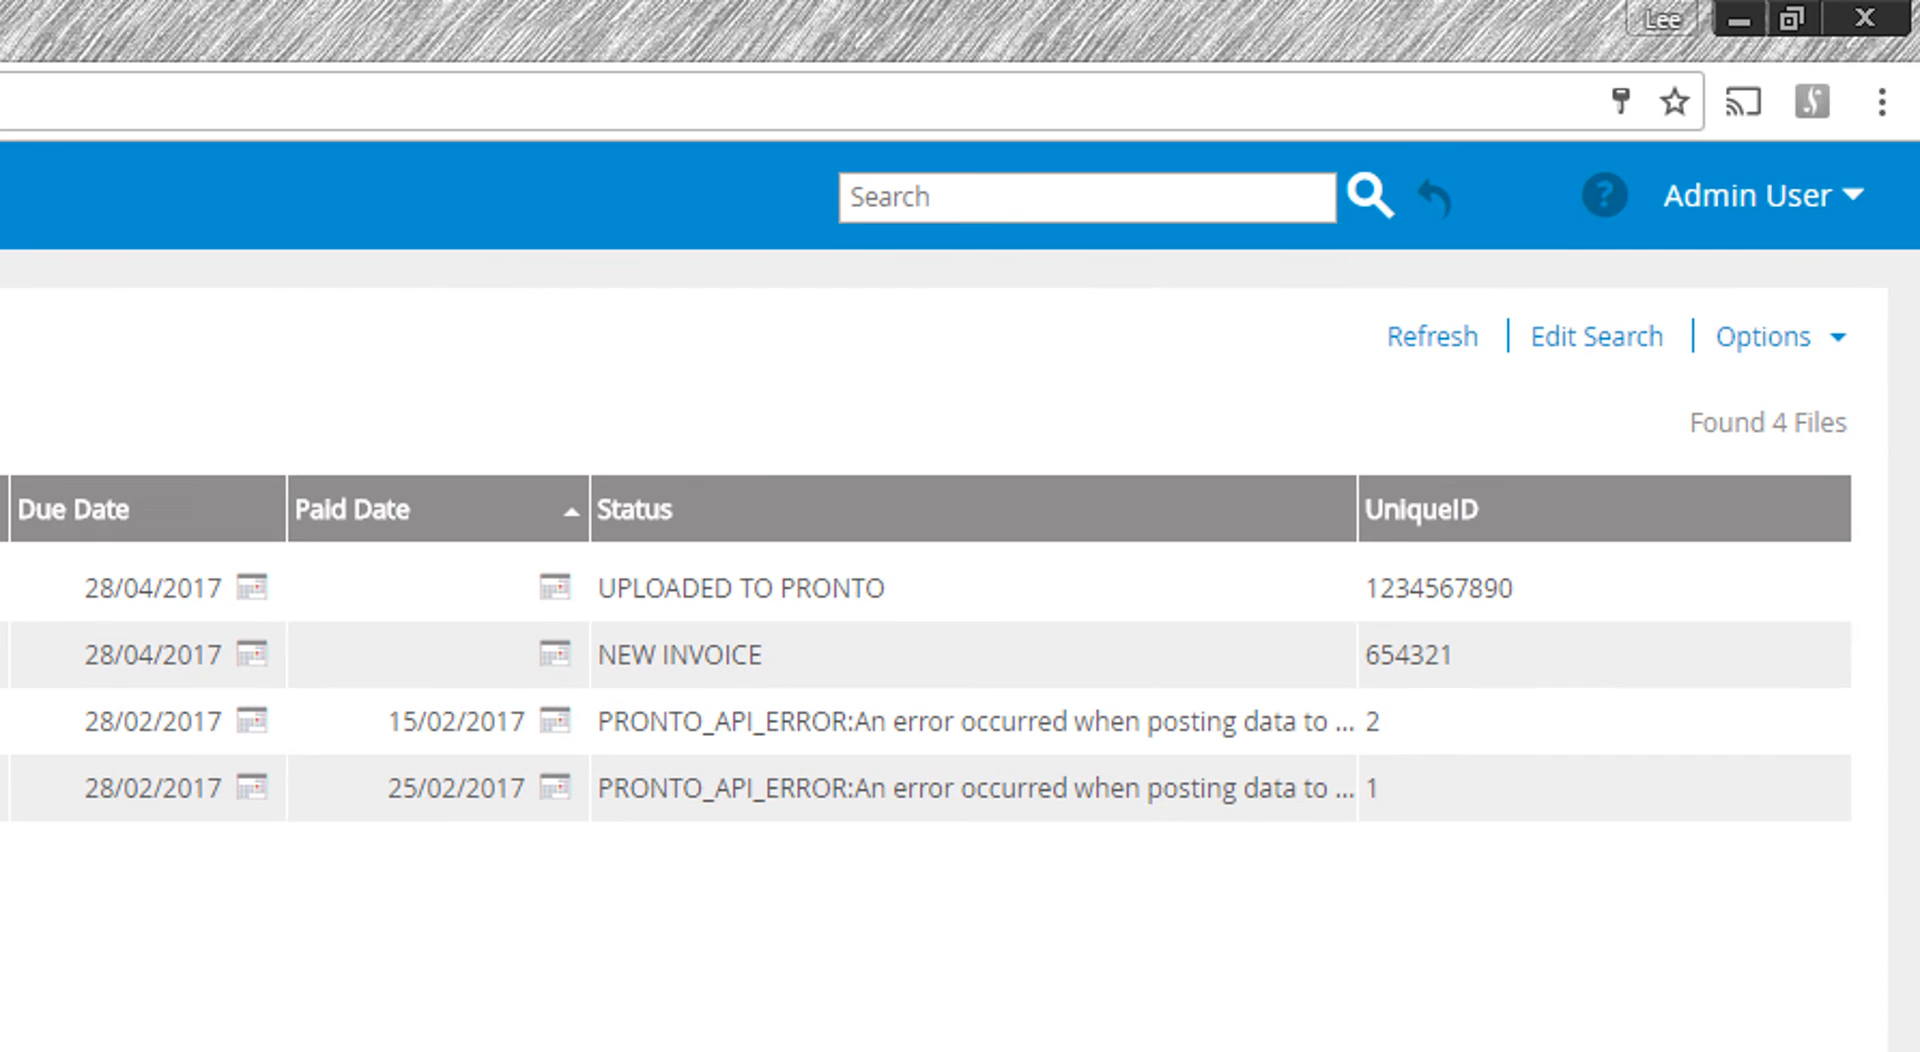 Lee
Search
? Admin User
Refresh Edit Search Options
Found 4 Files
Due Date Paid Date Status UniqueID
28/04/2017 UPLOADED TO PRONTO 1234567890
28/04/2017 NEW INVOICE 654321
28/02/2017 15/02/2017 PRONTO_API_ERROR:An error occurred when posting data to ... 2
28/02/2017 25/02/2017 PRONTO_API_ERROR:An error occurred when posting data to ... 1